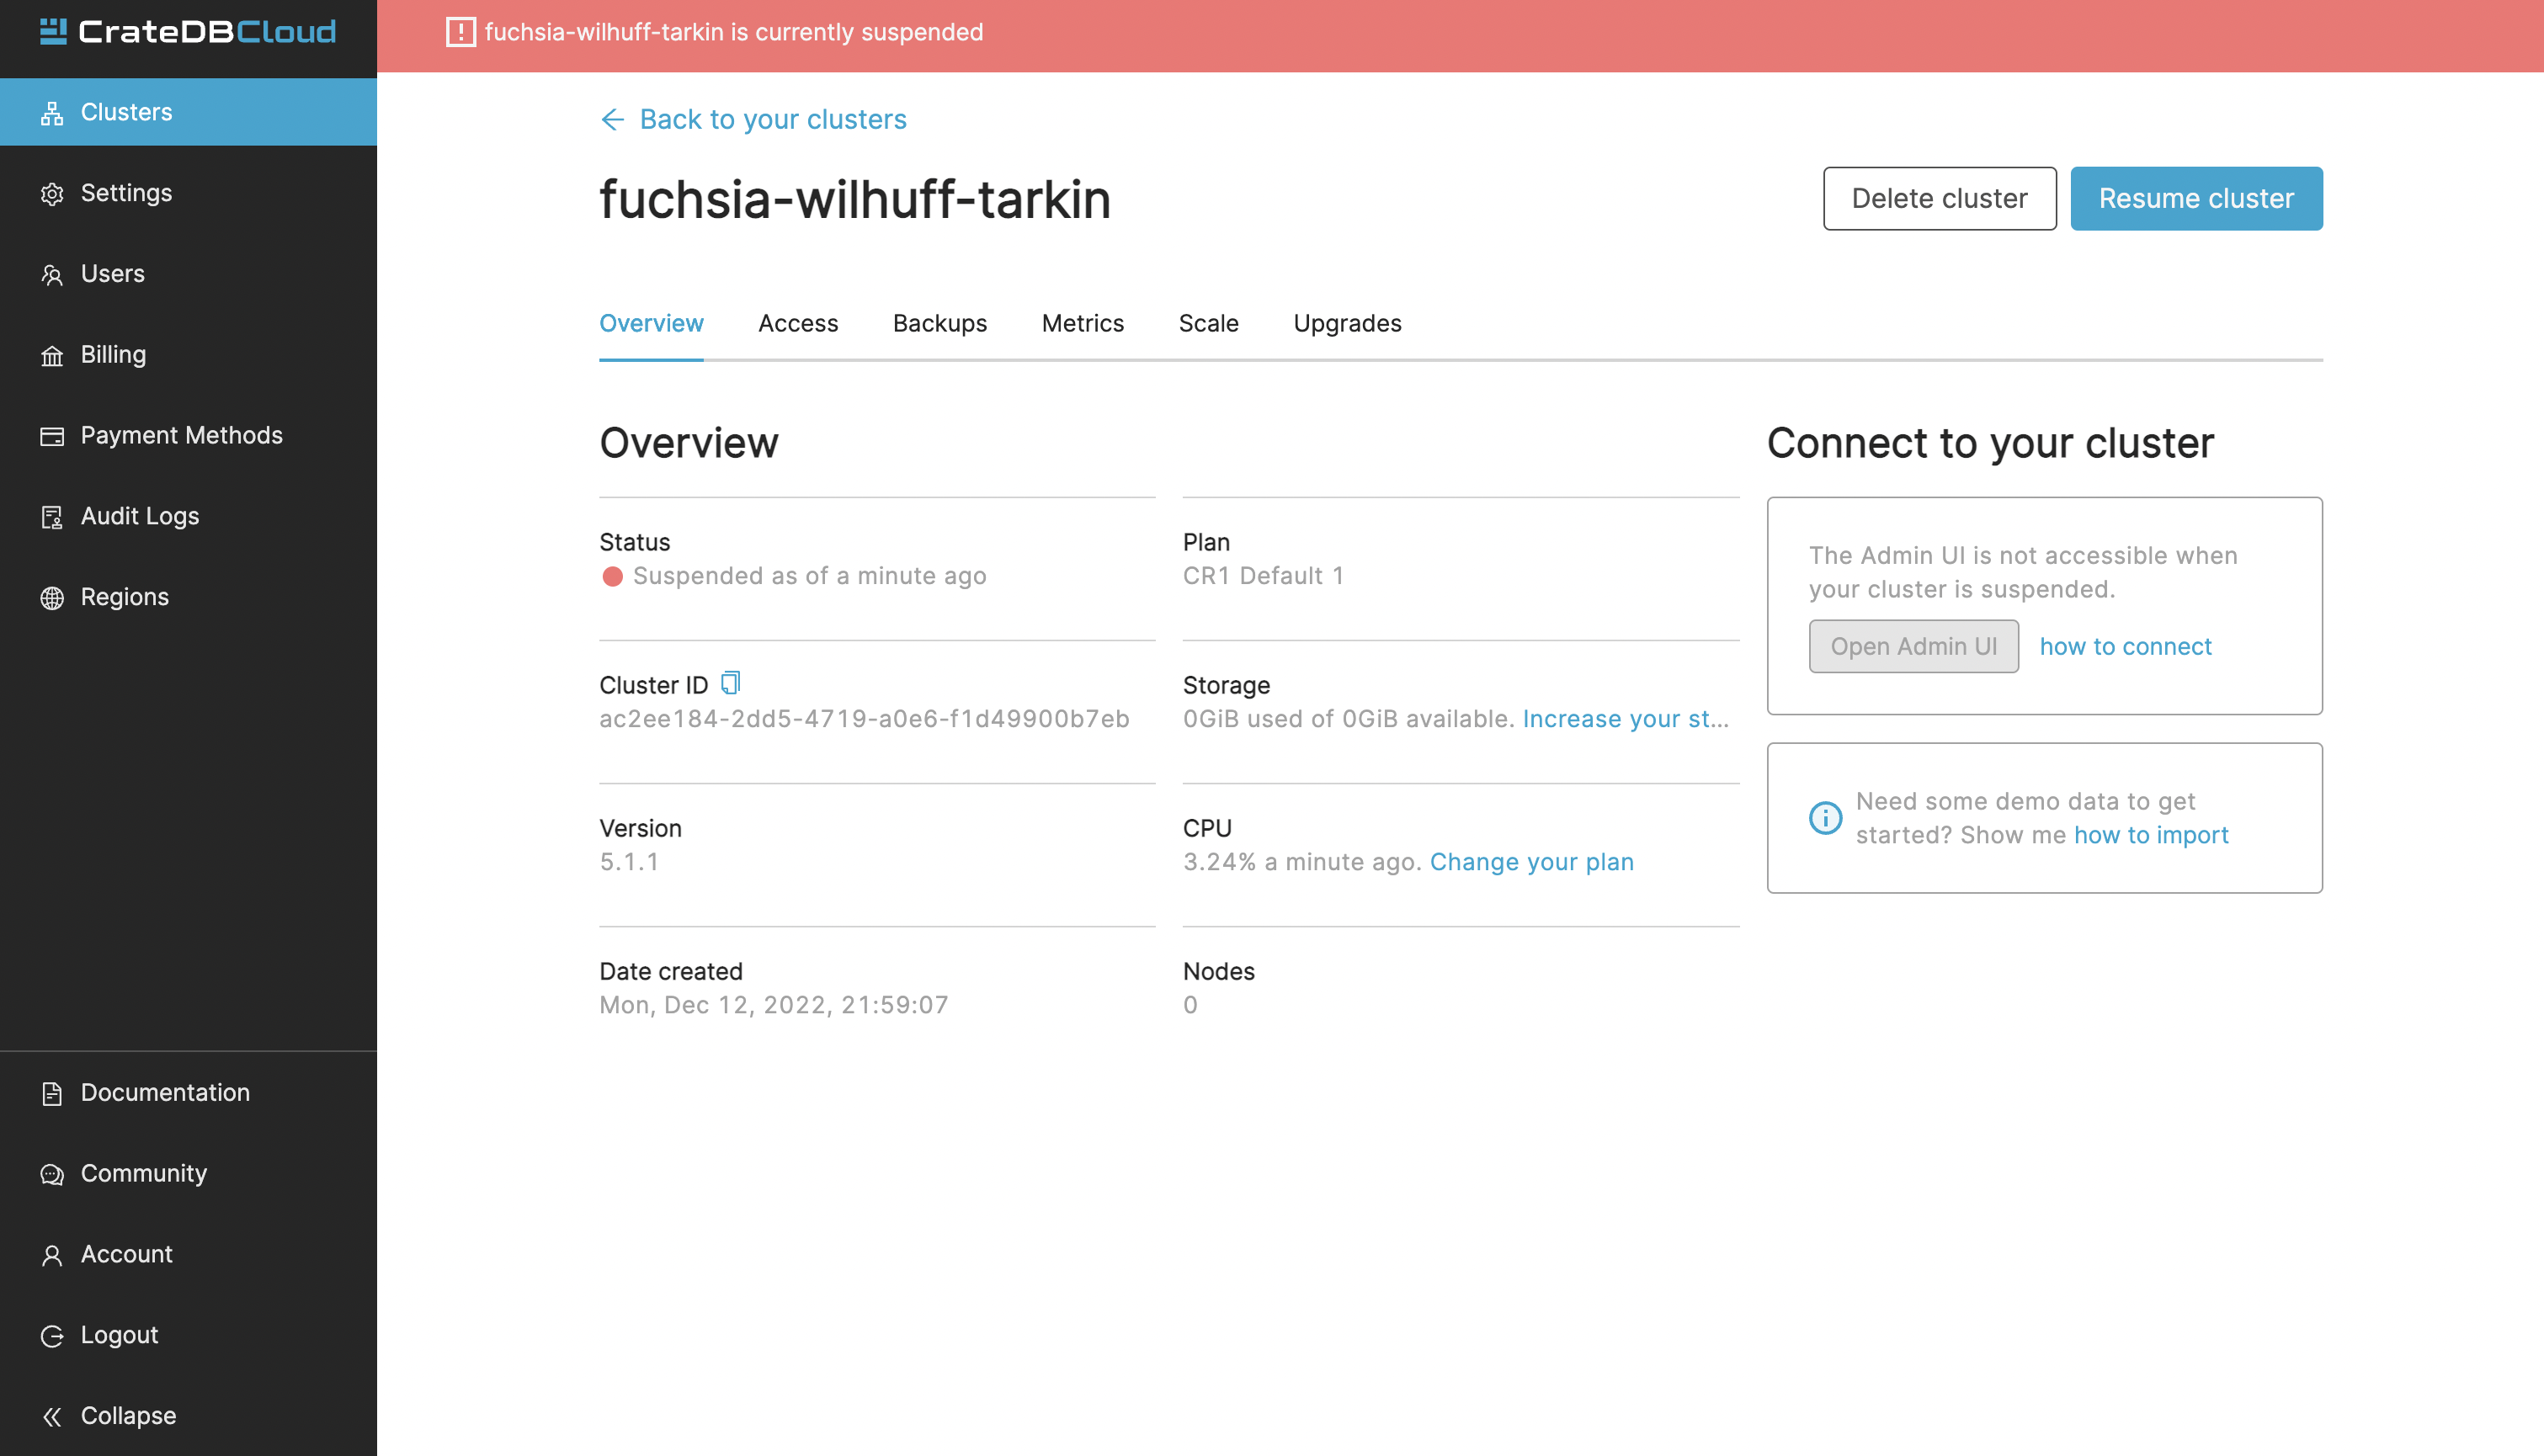 CrateDBCloud
Clusters
Settings
Users
Billing
Payment Methods
Audit Logs
Regions
Documentation
Community
Account
Logout
Collapse
fuchsia-wilhuff-tarkin is currently suspended
Back to your clusters
fuchsia-wilhuff-tarkin
Delete cluster
Resume cluster
Overview Access Backups Metrics Scale Upgrades
Overview
Status
Suspended as of a minute ago
Plan
CR1 Default 1
Cluster ID
ac2ee184-2dd5-4719-a0e6-f1d49900b7eb
Storage
0GiB used of 0GiB available. Increase your st...
Version
5.1.1
CPU
3.24% a minute ago. Change your plan
Date created
Mon, Dec 12, 2022, 21:59:07
Nodes
0
Connect to your cluster
The Admin UI is not accessible when
your cluster is suspended.
Open Admin UI how to connect
Need some demo data to get
started? Show me how to import